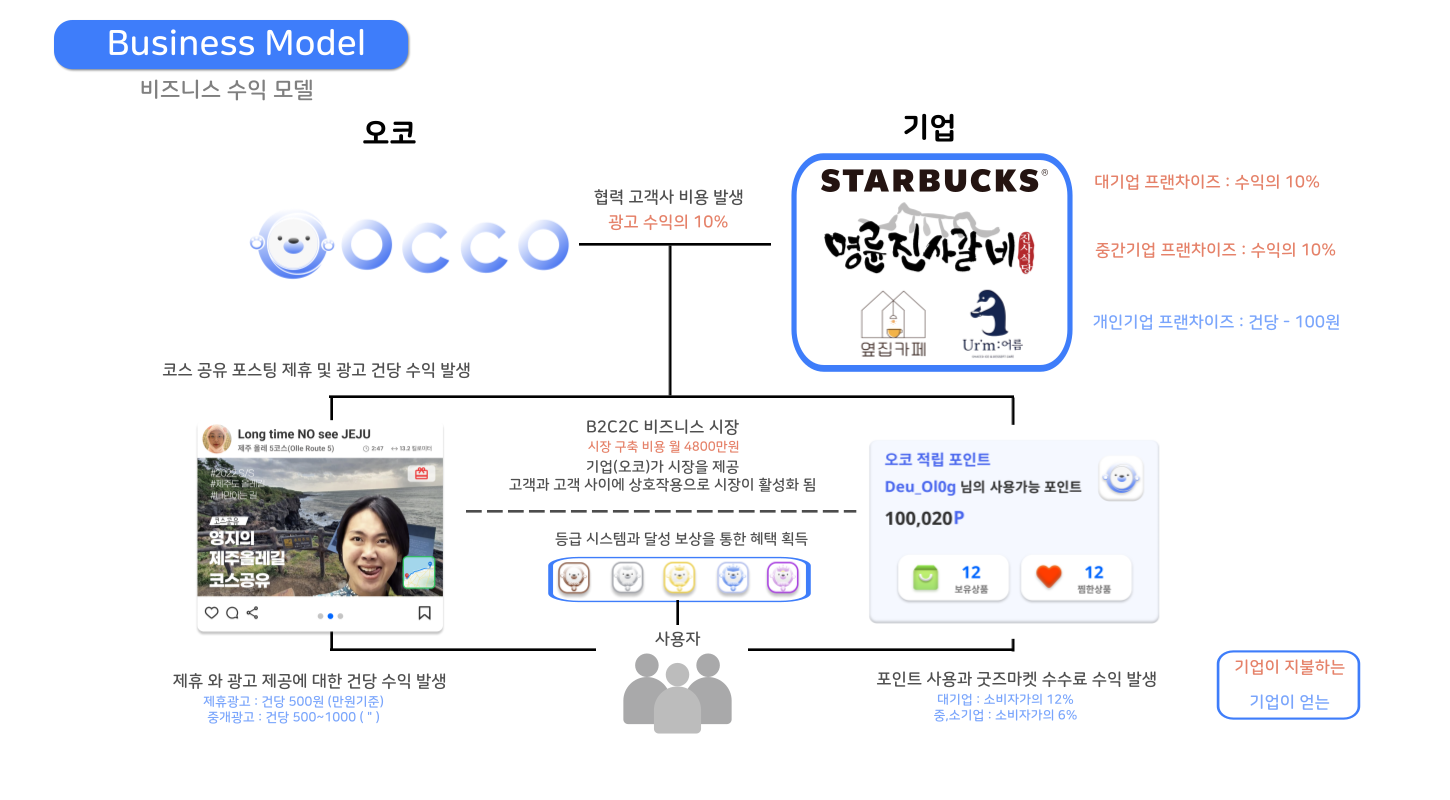 Business Model
비즈니스 수익 모델
오코
기업
OCCO
협력 고객사 비용 발생
광고 수익의 10%
STARBUCKS®
명륜진사갈비
진사식당
옆집카페
Ur'm:어름
대기업 프랜차이즈 : 수익의 10%
중간기업 프랜차이즈 : 수익의 10%
개인기업 프랜차이즈 : 건당 - 100원
코스 공유 포스팅 제휴 및 광고 건당 수익 발생
Long time NO see JEJU
제주 올레 5코스(Olle Route 5)
2:47
13.2 킬로미터
#제주도 올레길
#나만아는 길
코스공유
영지의
제주올레길
코스공유
B2C2C 비즈니스 시장
시장 구축 비용 월 4800만원
기업(오코)가 시장을 제공
고객과 고객 사이에 상호작용으로 시장이 활성화 됨
등급 시스템과 달성 보상을 통한 혜택 획득
사용자
오코 적립 포인트
Deu_Ol0g 님의 사용가능 포인트
100,020P
12
보유상품
12
찜한상품
제휴 와 광고 제공에 대한 건당 수익 발생
제휴광고 : 건당 500원 (만원기준)
중개광고 : 건당 500~1000 ( " )
포인트 사용과 굿즈마켓 수수료 수익 발생
대기업 : 소비자가의 12%
중,소기업 : 소비자가의 6%
기업이 지불하는
기업이 얻는